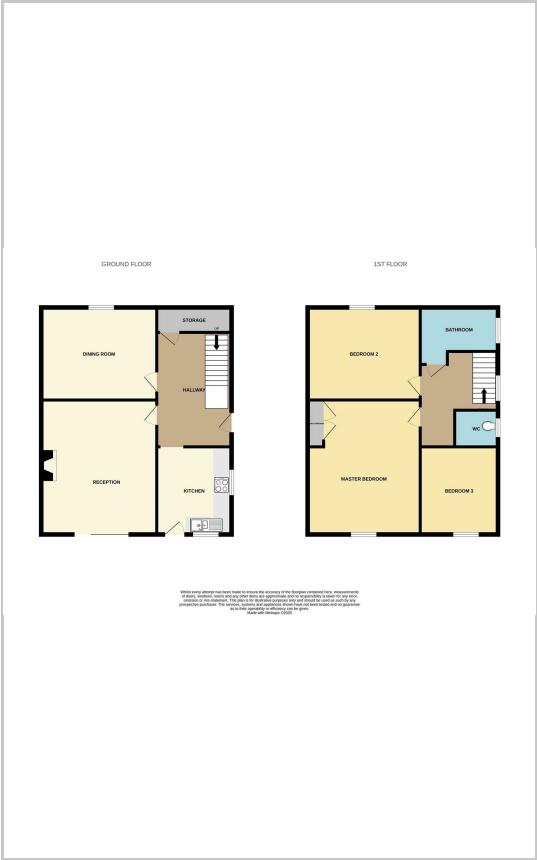 GROUND FLOOR
1ST FLOOR
STORAGE
UP
DINING ROOM
HALLWAY
RECEPTION
KITCHEN
BATHROOM
BEDROOM 2
WC
MASTER BEDROOM
BEDROOM 3
Whilst every attempt has been made to ensure the accuracy of the floorplan contained here, measurements
of doors, windows, rooms and any other items are approximate and no responsibility is taken for any error,
omission or mis-statement. This plan is for illustrative purposes only and should be used as such by any
prospective purchaser. The services, systems and appliances shown have not been tested and no guarantee
as to their operability or efficiency can be given.
Made with Metropix ©2025